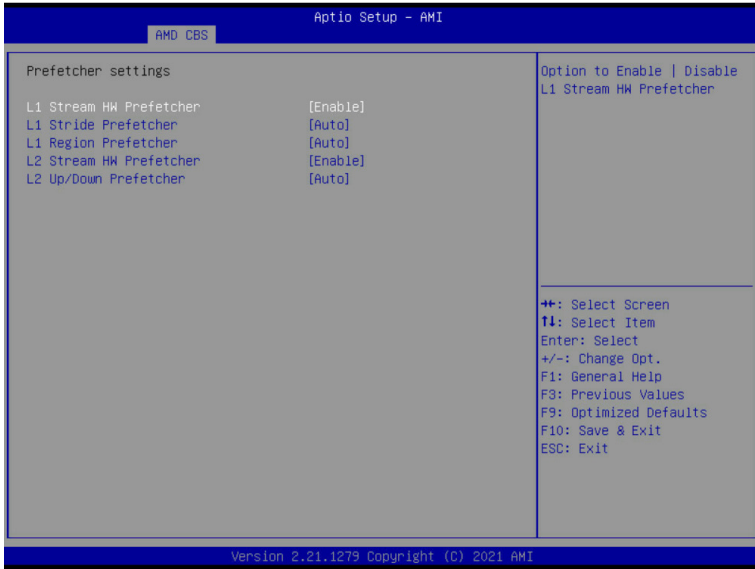 Aptio Setup – AMI
AMD CBS
Prefetcher settings
L1 Stream HW Prefetcher [Enable]
L1 Stride Prefetcher [Auto]
L1 Region Prefetcher [Auto]
L2 Stream HW Prefetcher [Enable]
L2 Up/Down Prefetcher [Auto]
Option to Enable | Disable
L1 Stream HW Prefetcher
→←: Select Screen
↑↓: Select Item
Enter: Select
+/-: Change Opt.
F1: General Help
F3: Previous Values
F9: Optimized Defaults
F10: Save & Exit
ESC: Exit
Version 2.21.1279 Copyright (C) 2021 AMI